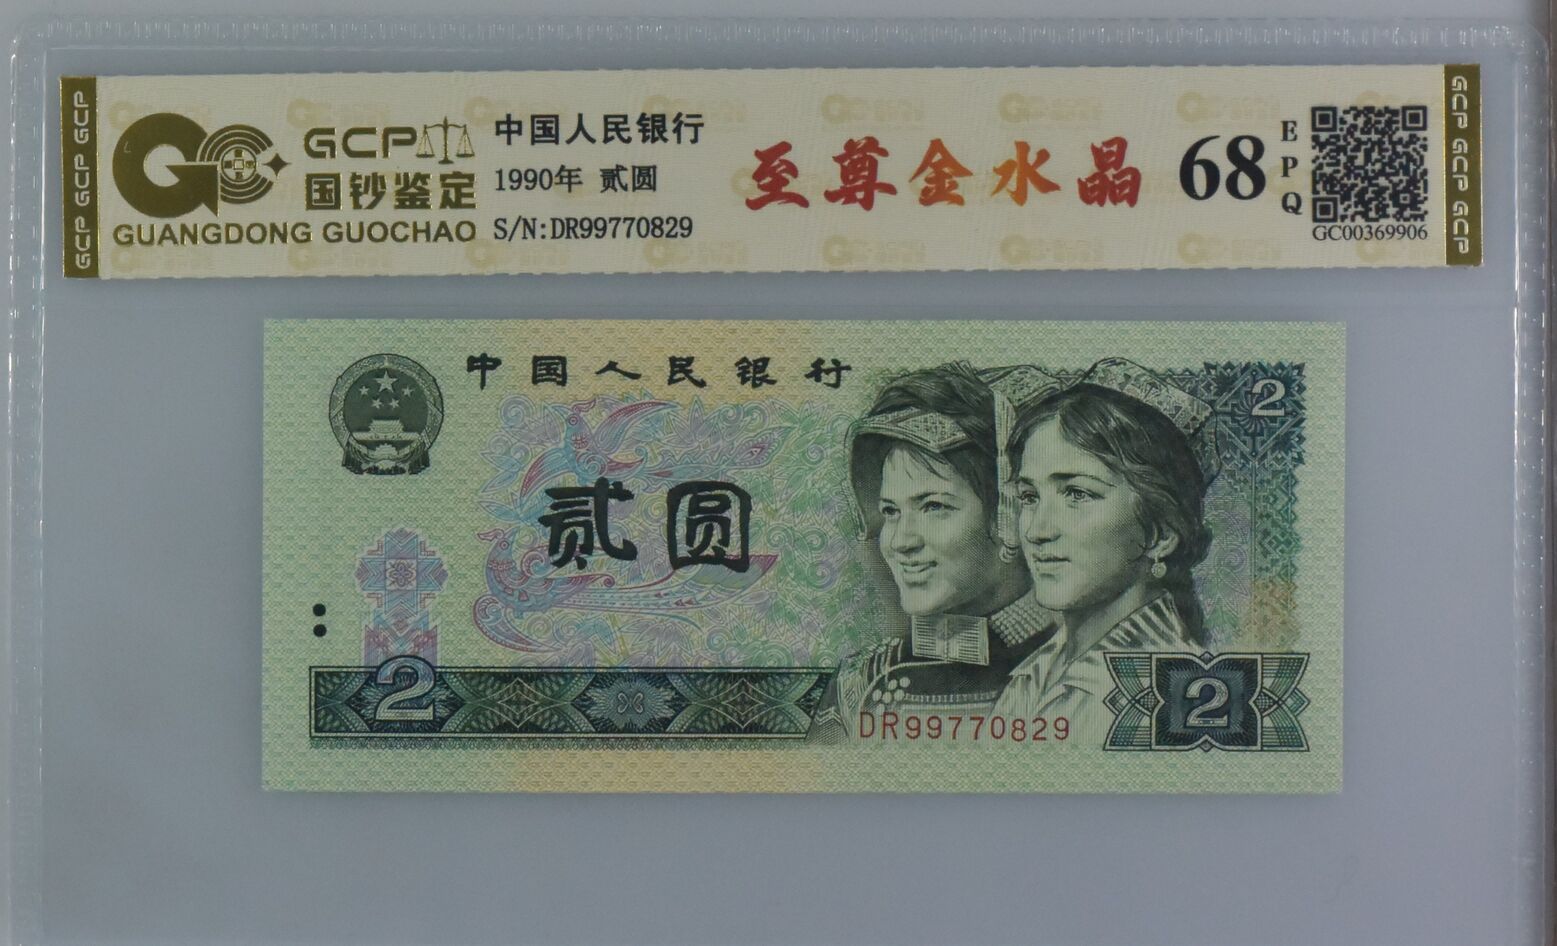 GCP GCP GCP
GCP
国钞鉴定
GUANGDONG GUOCHAO
中国人民银行
1990年 贰圆
S/N:DR99770829
至尊金水晶
68
EPQ
GC00369906
GCP GCP GCP
中国人民银行
2
贰圆
2
DR99770829
2